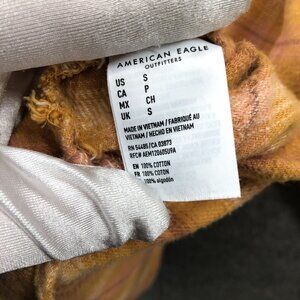 AMERICAN EAGLE
OUTFITTERS
US S
CA P
MX CH
UK S
MADE IN VIETNAM / FABRIQUÉ AU
VIETNAM / HECHO EN VIETNAM
RN 54485/CA 03873
EN 100% COTTON
FR 100% COTON
100% algodón